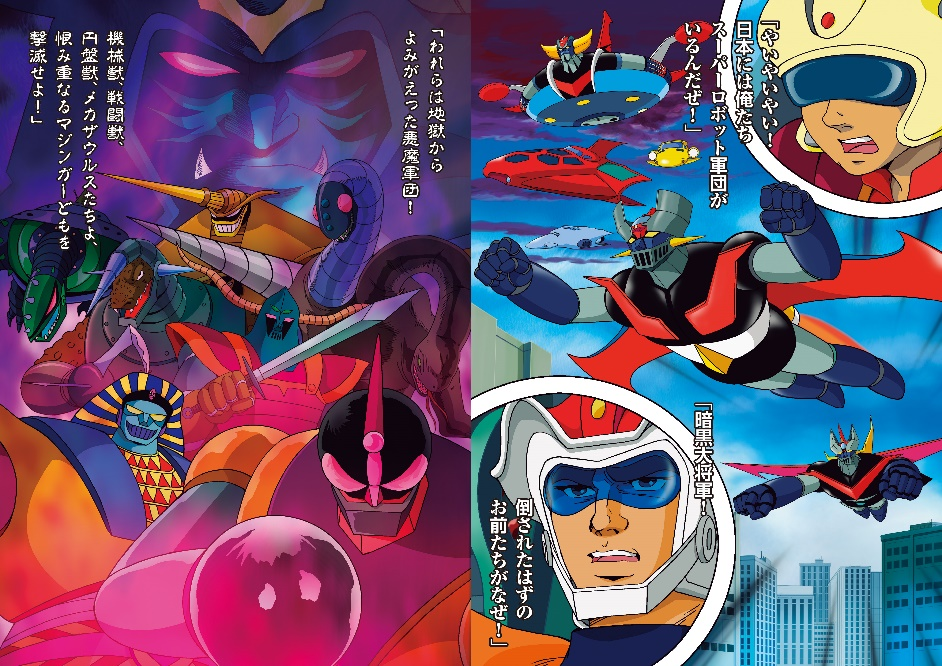 「やいやいやい！
日本には俺たち
スーパーロボット軍団が
いるんだぜ！」
「暗黒大将軍！
倒されたはずの
お前たちがなぜ！」
「われらは地獄から
よみがえった悪魔軍団！
機械獣、戦闘獣、
円盤獣、メカザウルスたちよ、
恨み重なるマジンガーどもを
撃滅せよ！」